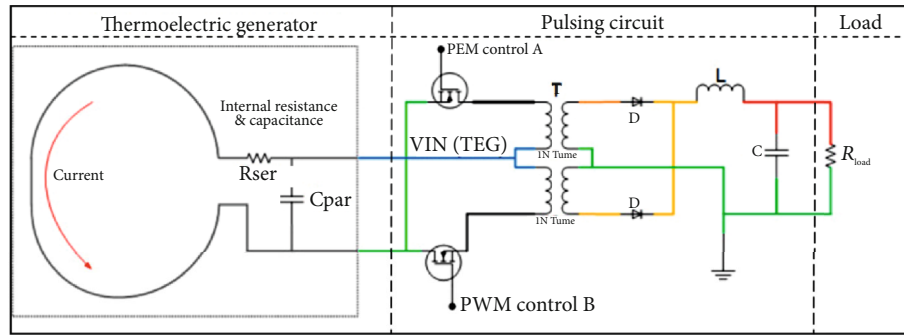 Thermoelectric generator
Pulsing circuit
Load
PEM control A
Internal resistance
& capacitance
T
L
D
VIN (TEG)
1N Tume
Rser
Current
Cpar
C
Rload
D
1N Tume
PWM control B